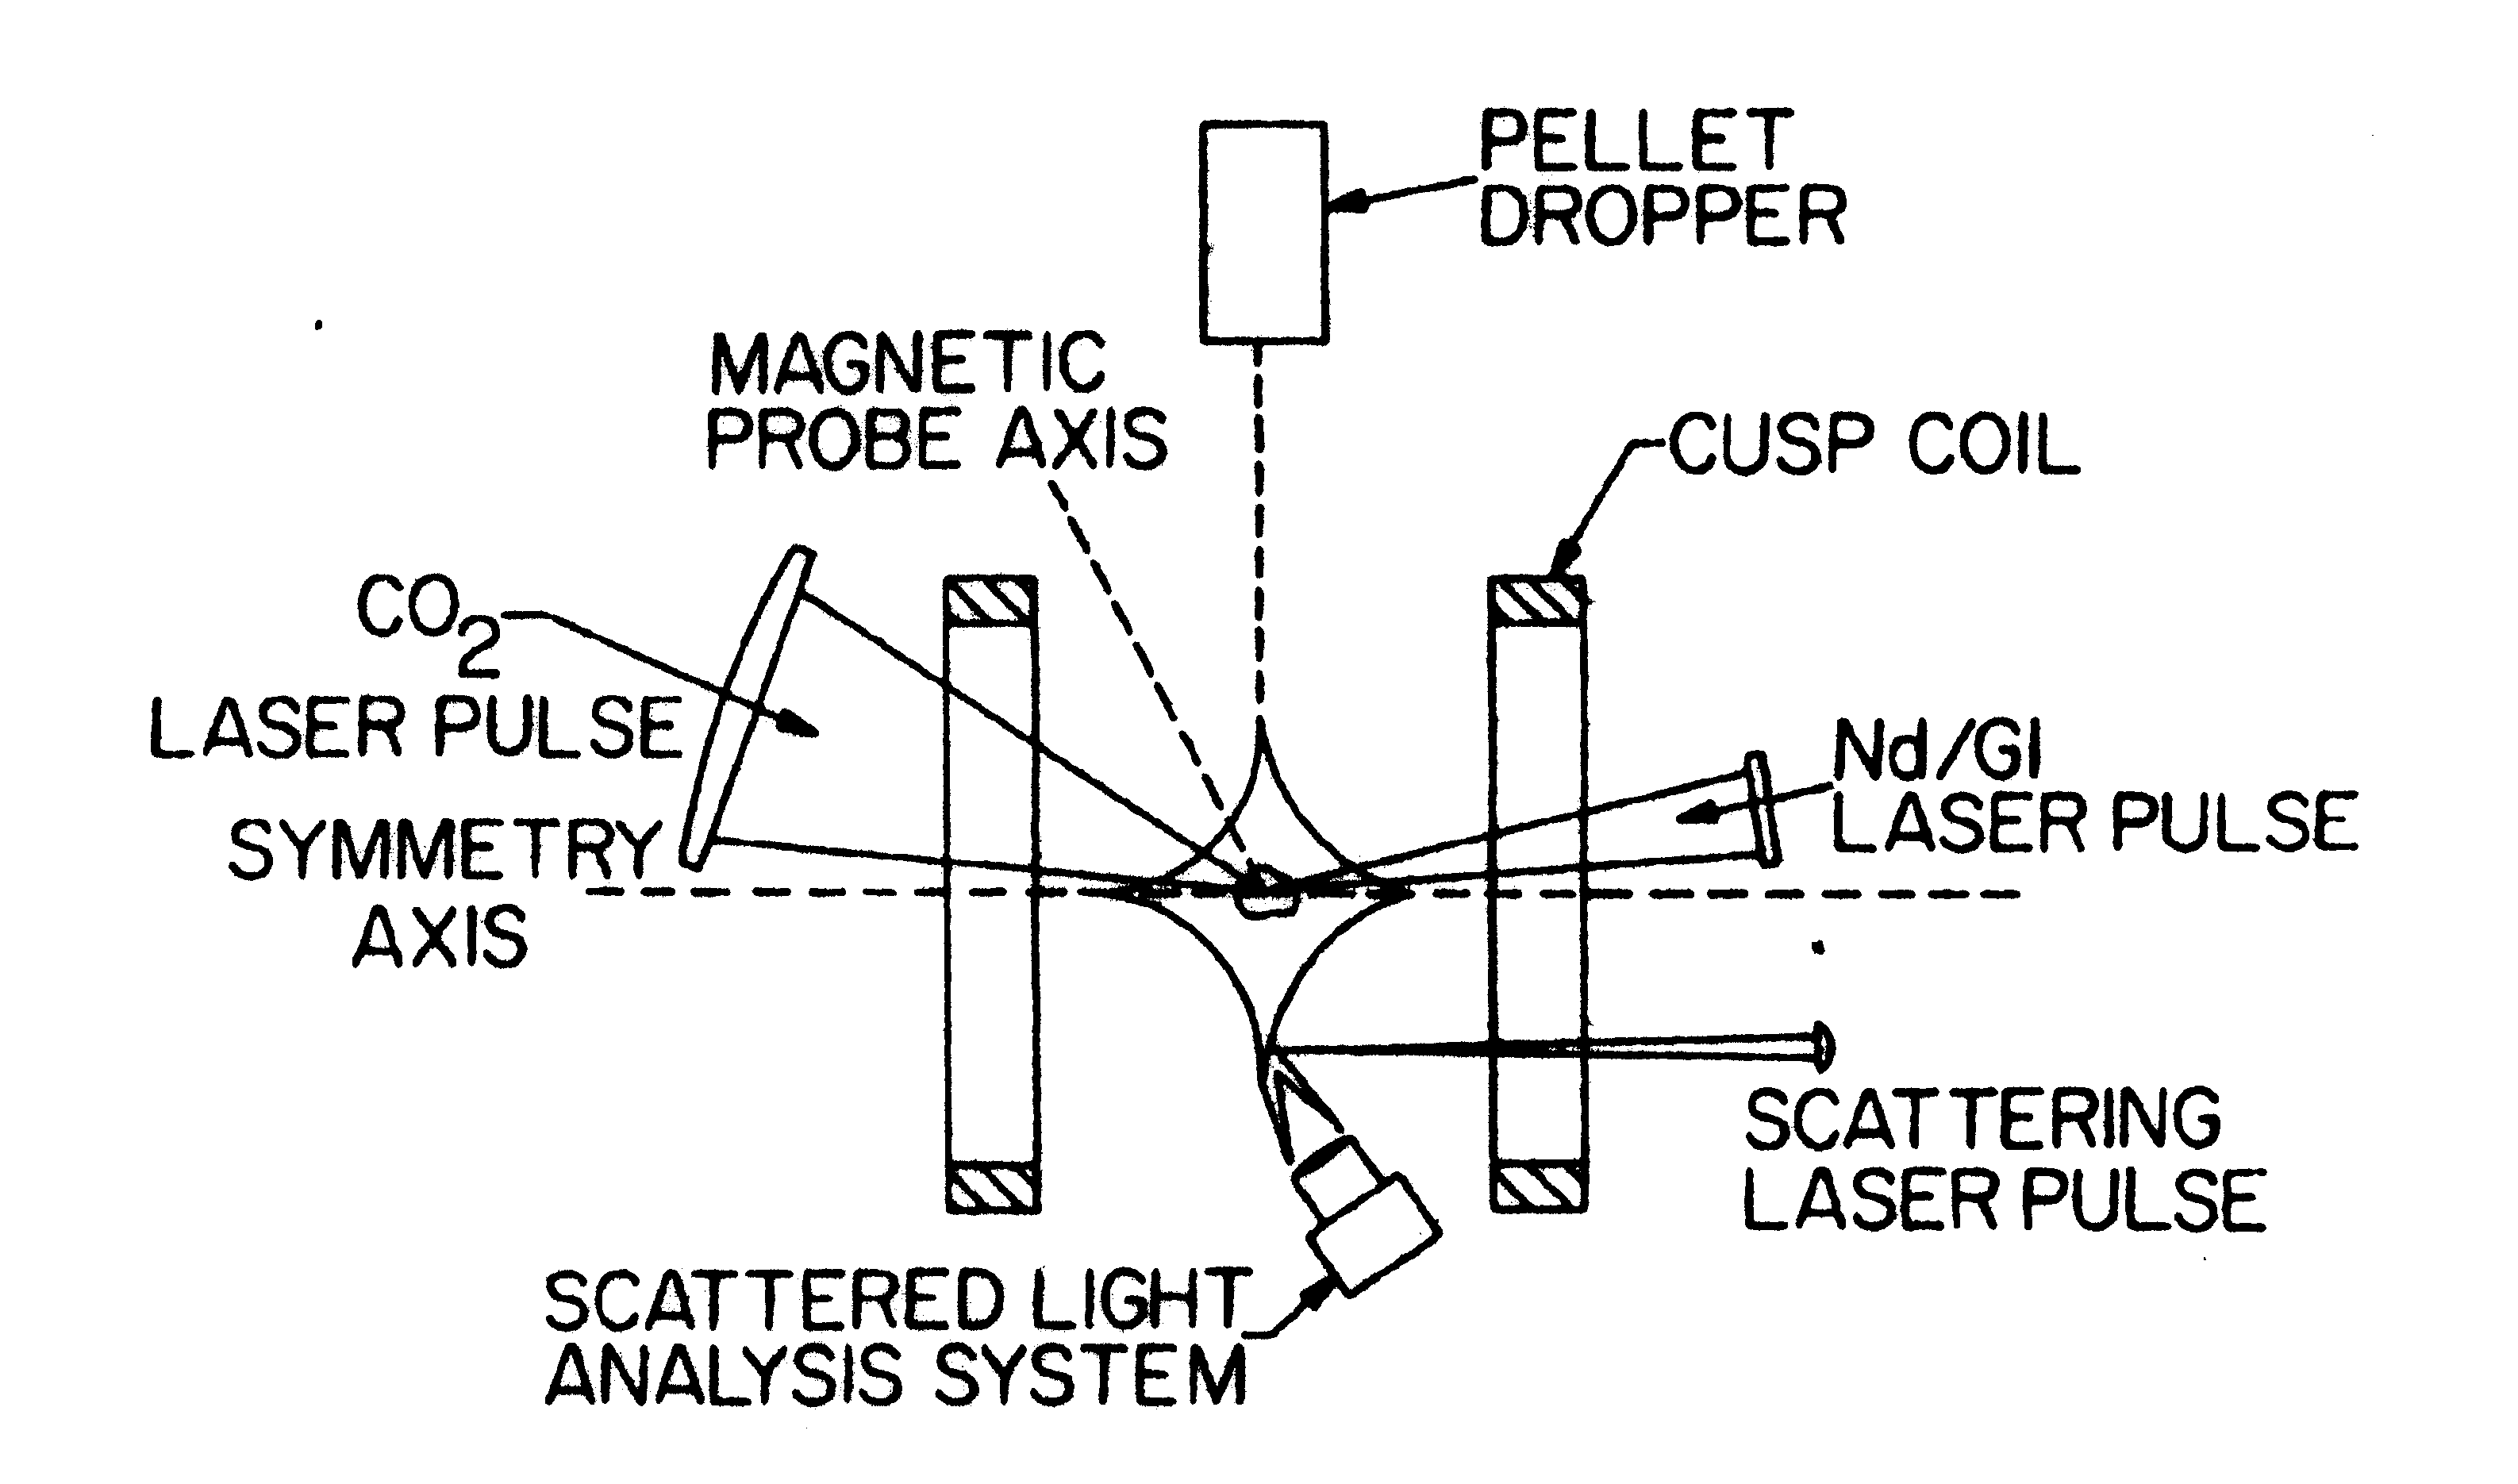 PELLET
DROPPER
MAGNETIC
PROBE AXIS
CUSP COIL
CO2
LASER PULSE
Nd/Gl
LASER PULSE
SYMMETRY
AXIS
SCATTERING
LASER PULSE
SCATTERED LIGHT
ANALYSIS SYSTEM